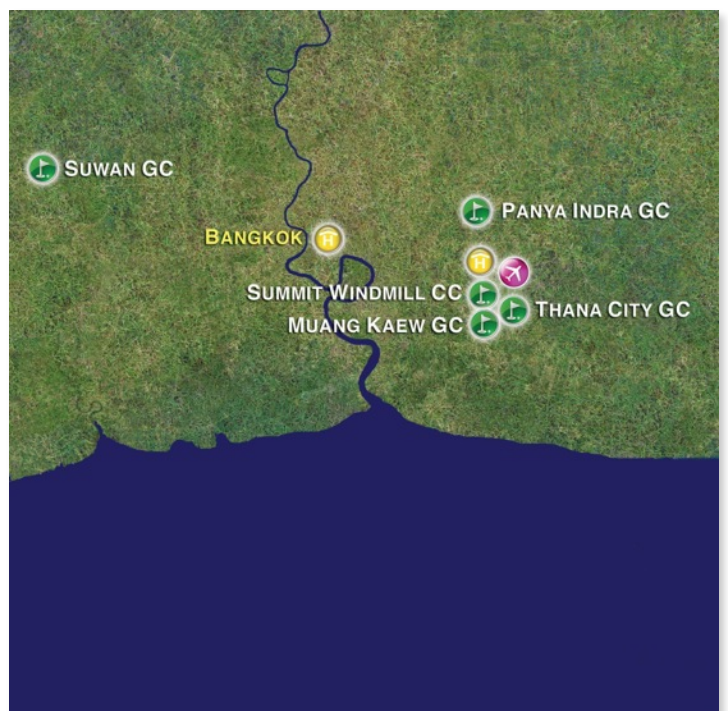 SUWAN GC
PANYA INDRA GC
BANGKOK H
H
SUMMIT WINDMILL CC
THANA CITY GC
MUANG KAEW GC